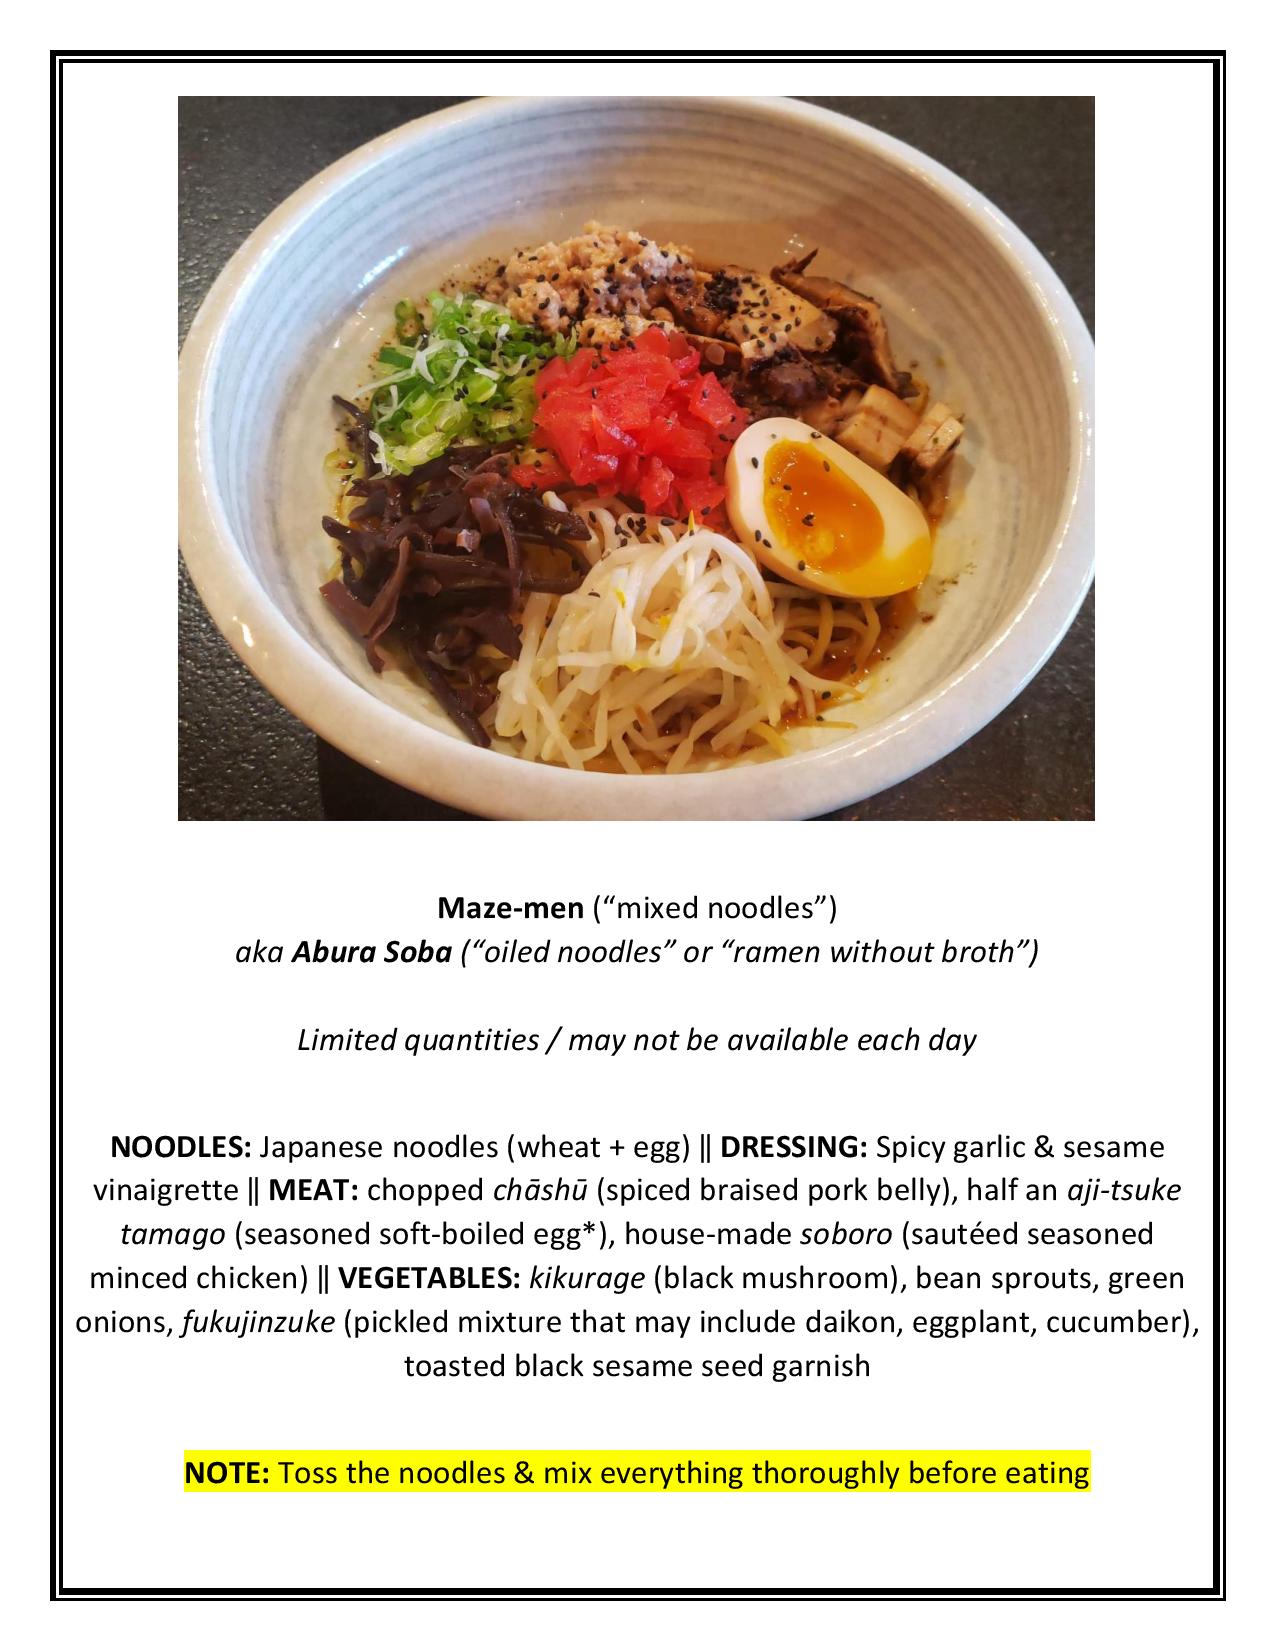 Maze-men (“mixed noodles”)
aka Abura Soba (“oiled noodles” or “ramen without broth”)
Limited quantities / may not be available each day
NOODLES: Japanese noodles (wheat + egg) ‖ DRESSING: Spicy garlic & sesame
vinaigrette ‖ MEAT: chopped chāshū (spiced braised pork belly), half an aji-tsuke
tamago (seasoned soft-boiled egg*), house-made soboro (sautéed seasoned
minced chicken) ‖ VEGETABLES: kikurage (black mushroom), bean sprouts, green
onions, fukujinzuke (pickled mixture that may include daikon, eggplant, cucumber),
toasted black sesame seed garnish
NOTE: Toss the noodles & mix everything thoroughly before eating